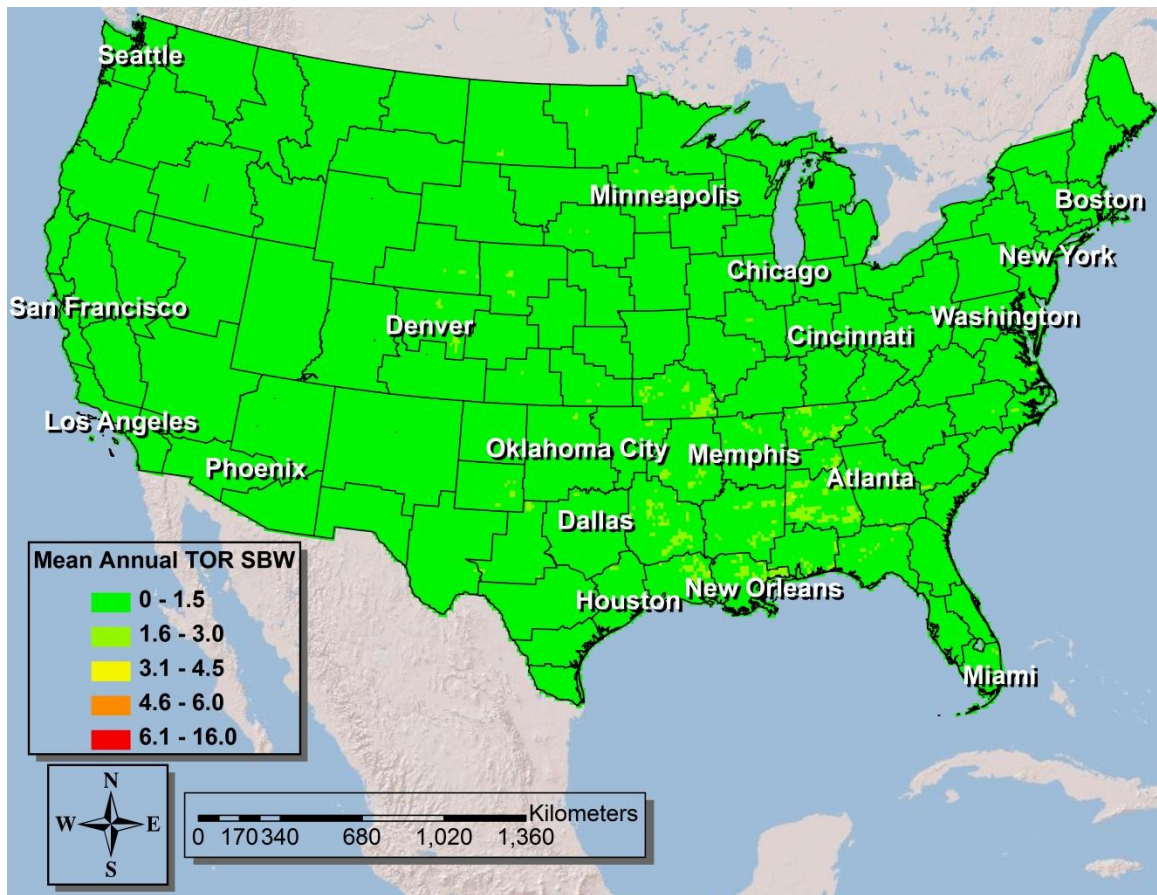 Seattle
Minneapolis
Boston
New York
Chicago
San Francisco
Denver
Cincinnati
Washington
Los Angeles
Oklahoma City
Memphis
Phoenix
Atlanta
Dallas
New Orleans
Houston
Miami
Mean Annual TOR SBW
0 - 1.5
1.6 - 3.0
3.1 - 4.5
4.6 - 6.0
6.1 - 16.0
N
W E
S
Kilometers
0 170 340 680 1,020 1,360